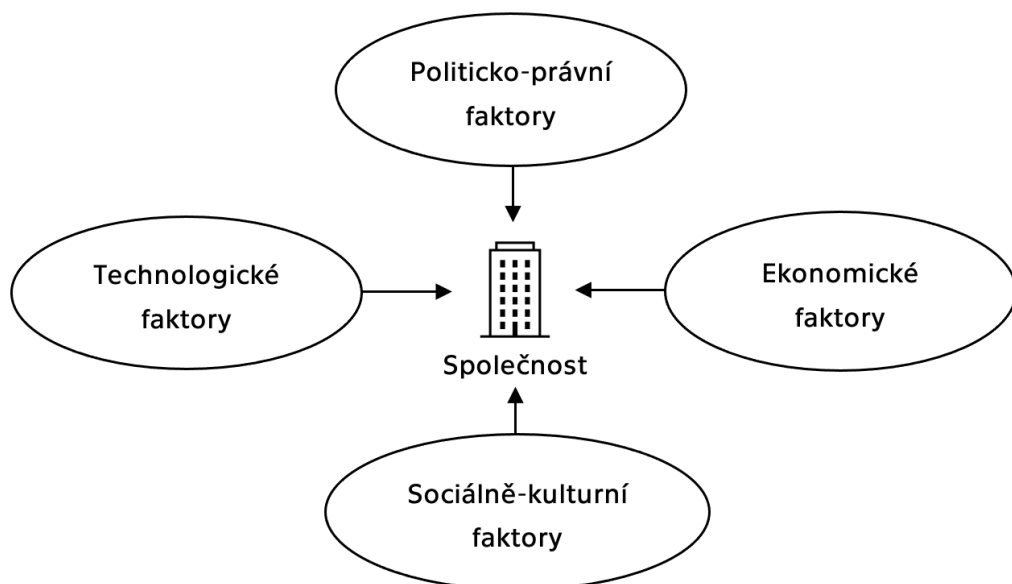 Politicko-právní
faktory
Technologické
faktory
Ekonomické
faktory
Společnost
Sociálně-kulturní
faktory